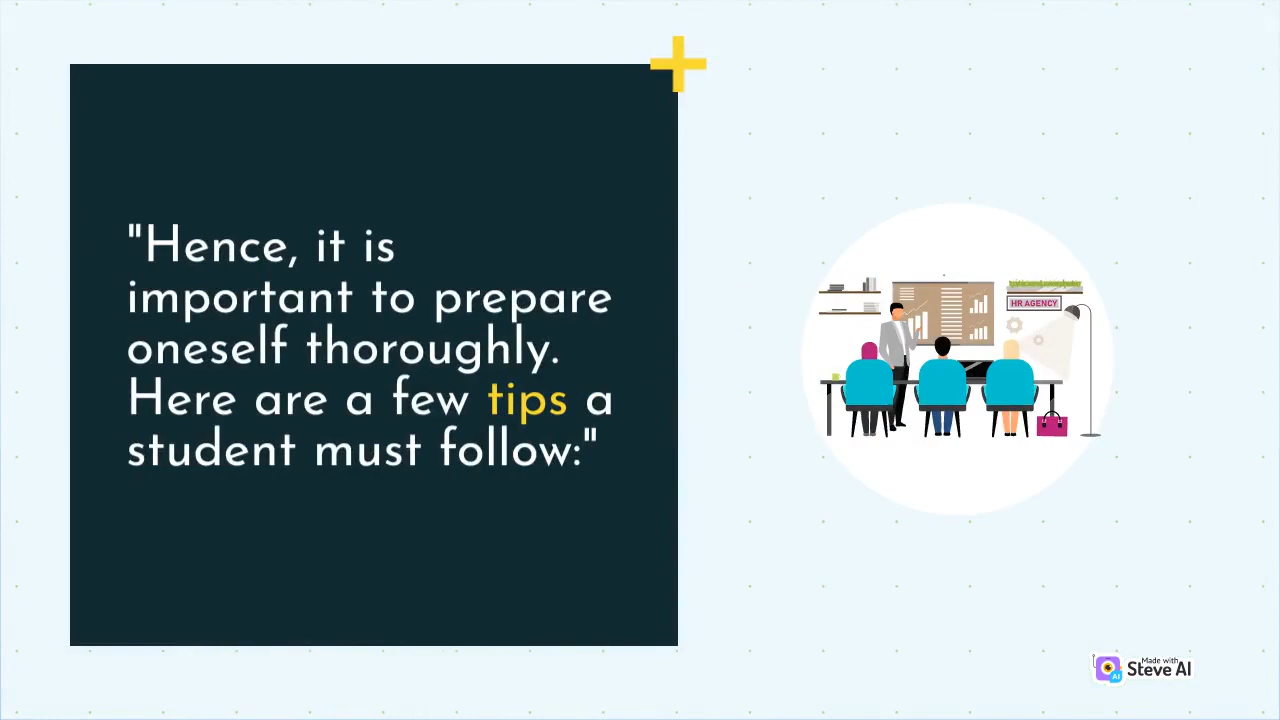 "Hence, it is
important to prepare
oneself thoroughly.
Here are a few tips a
student must follow:"
HR AGENCY
Made with
Steve AI
AI